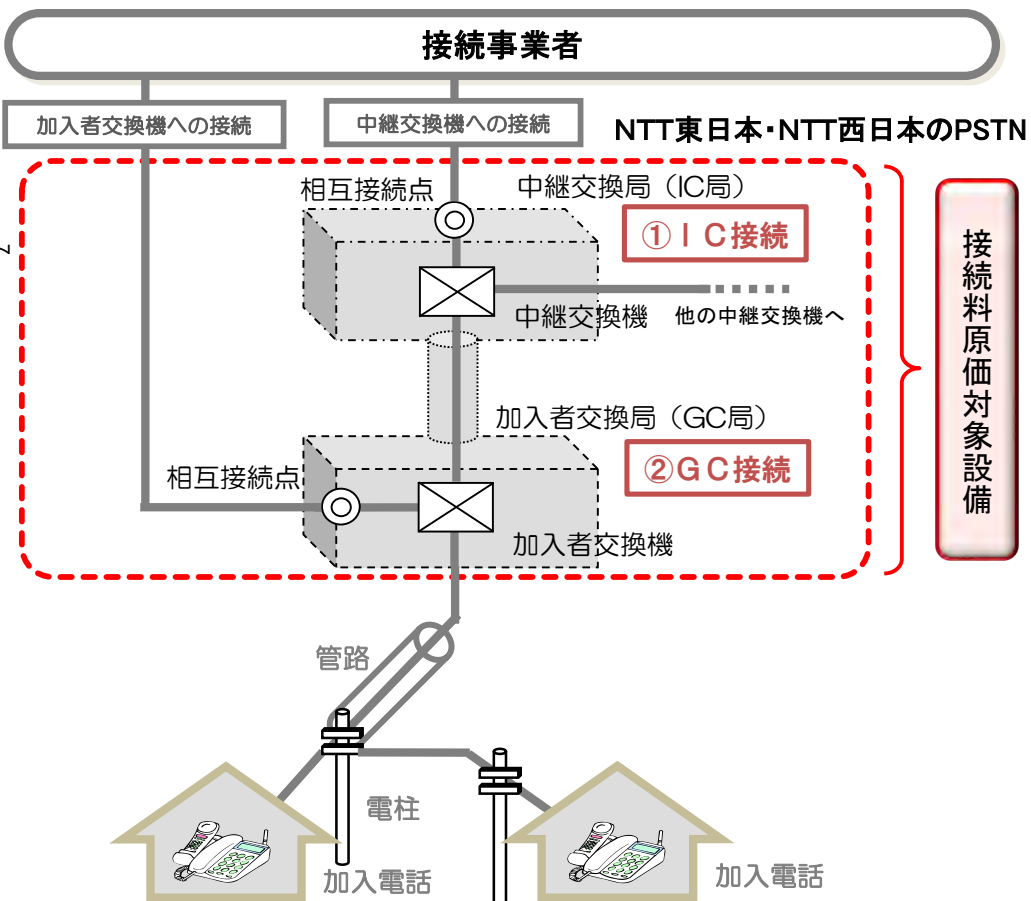 接続事業者
加入者交換機への接続
中継交換機への接続
NTT東日本・NTT西日本のPSTN
相互接続点
中継交換局（IC局）
①ＩＣ接続
中継交換機
他の中継交換機へ
加入者交換局（GC局）
②ＧＣ接続
相互接続点
加入者交換機
接続料原価対象設備
管路
電柱
加入電話
加入電話